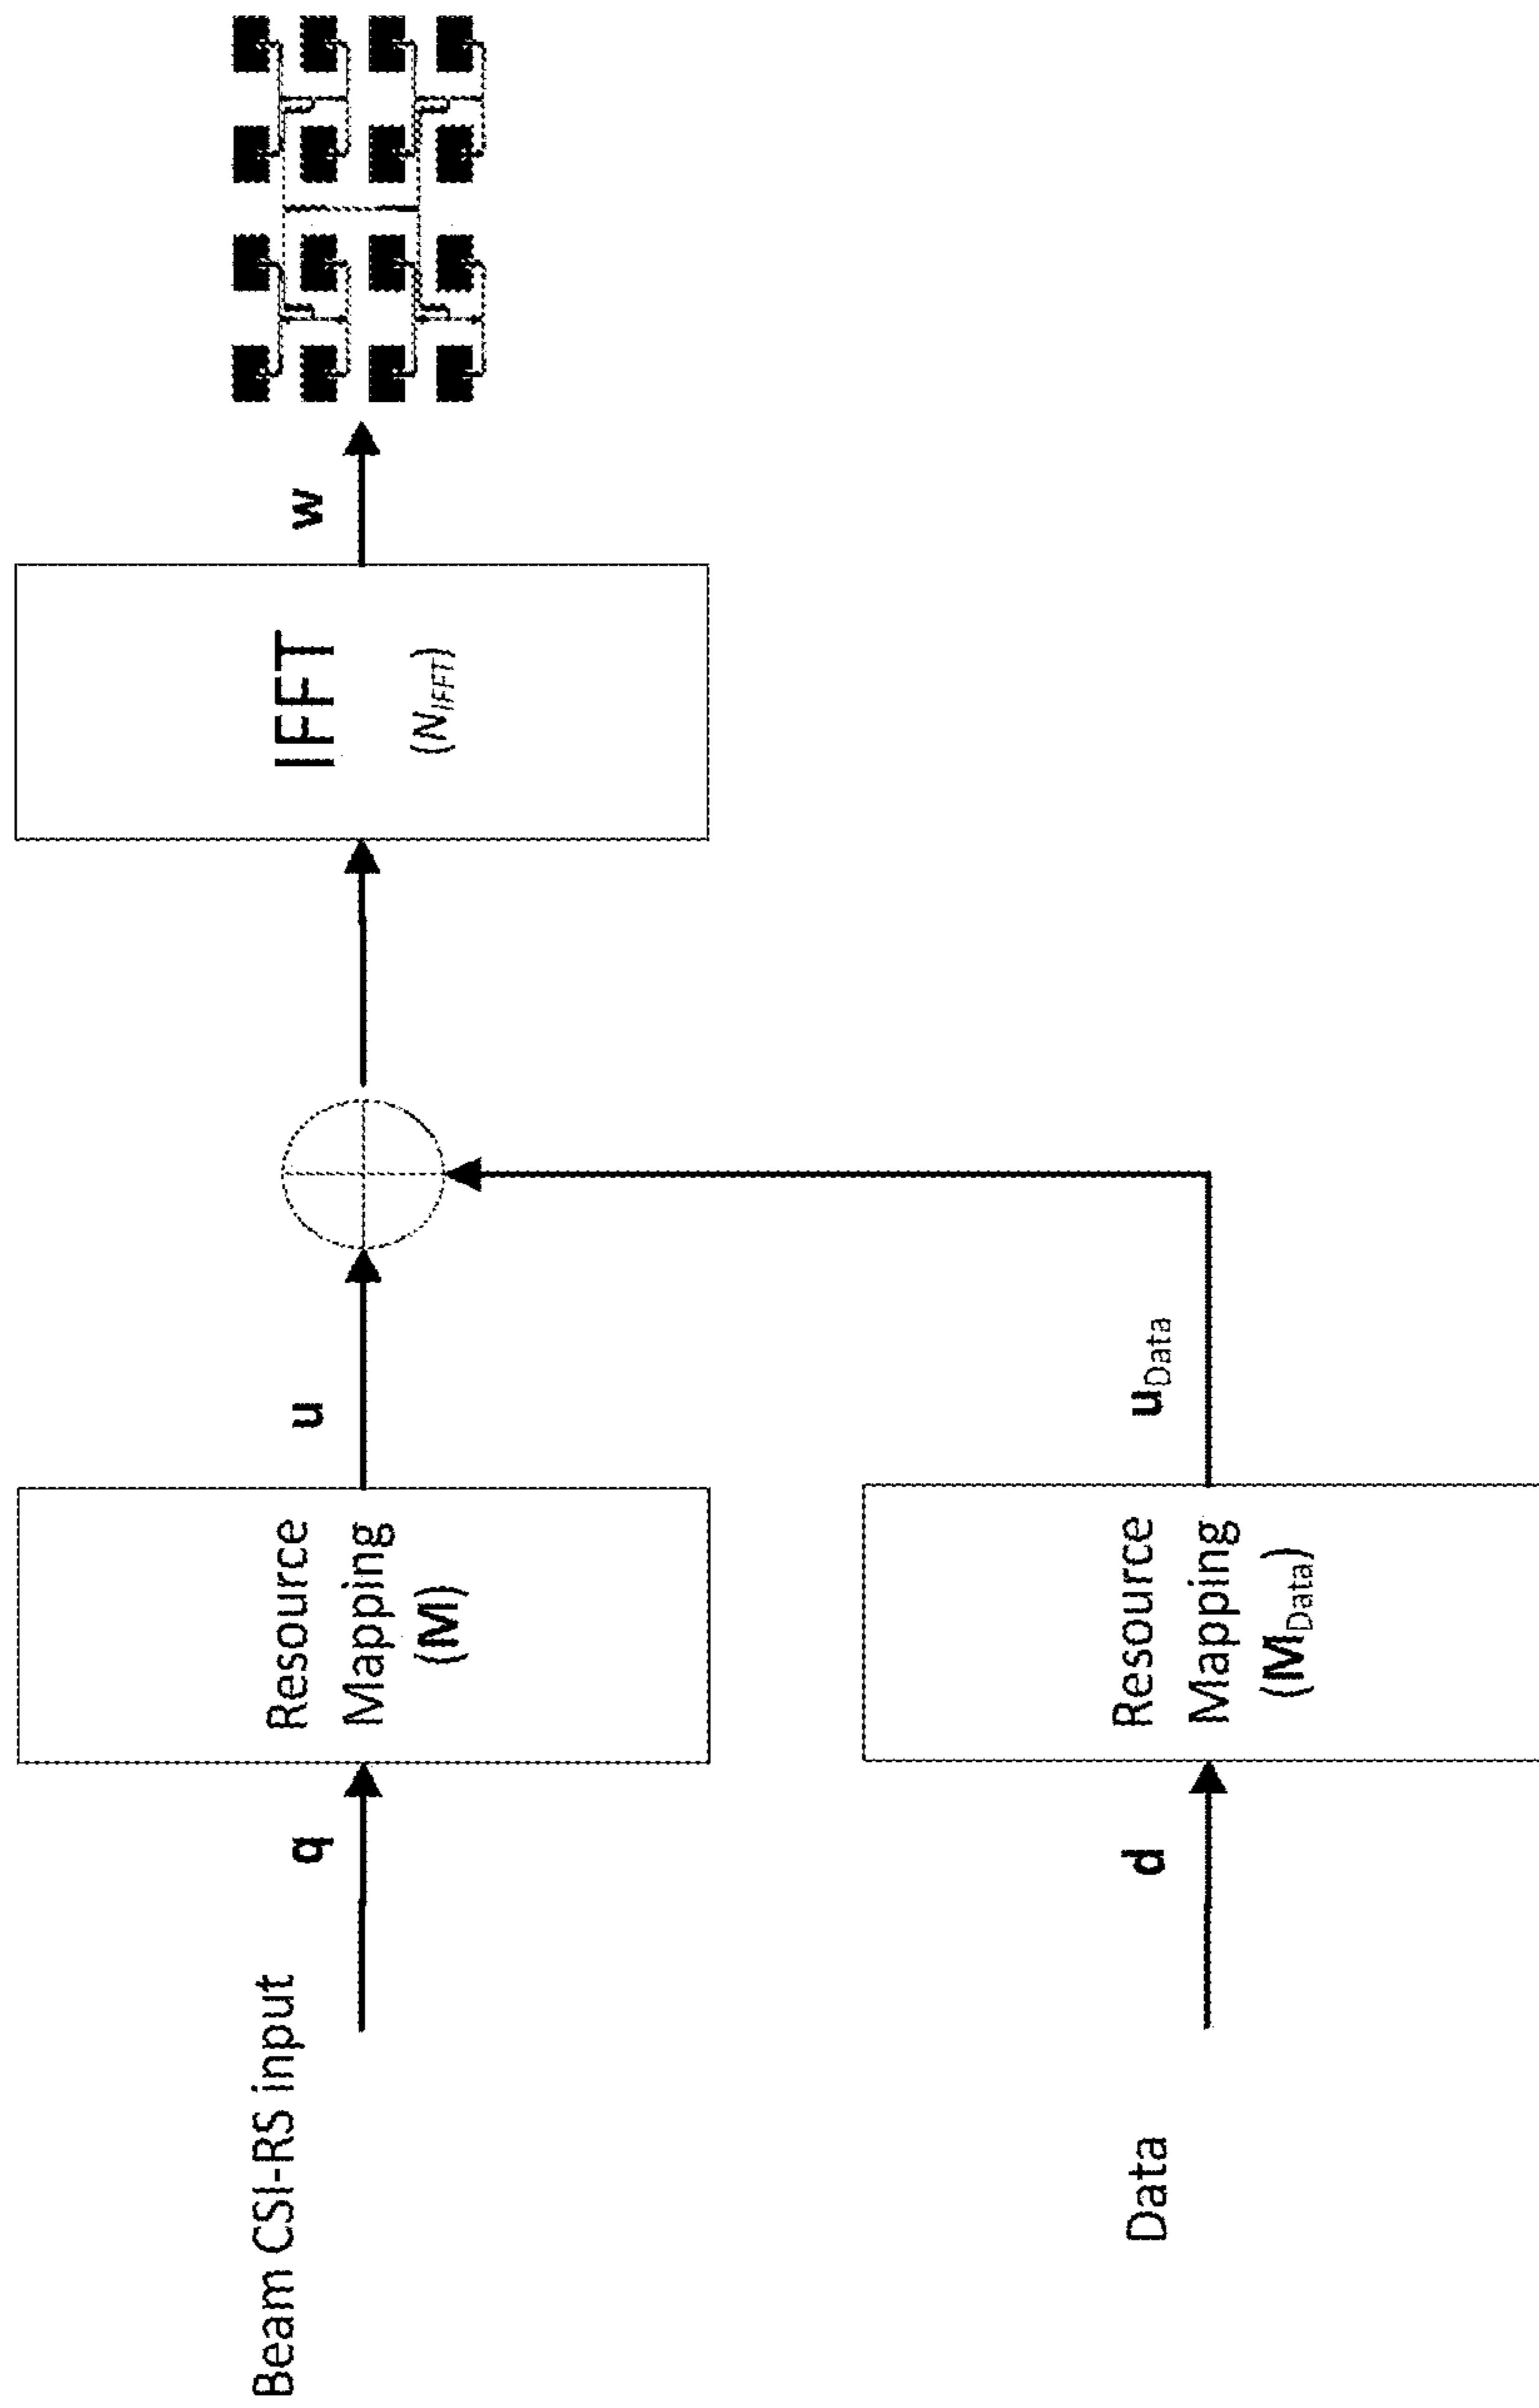 Beam CSI-RS input
q
Resource
Mapping
(M)
u
IFFT
(N_IFFT)
w
Data
d
Resource
Mapping
(M_Data)
u_Data